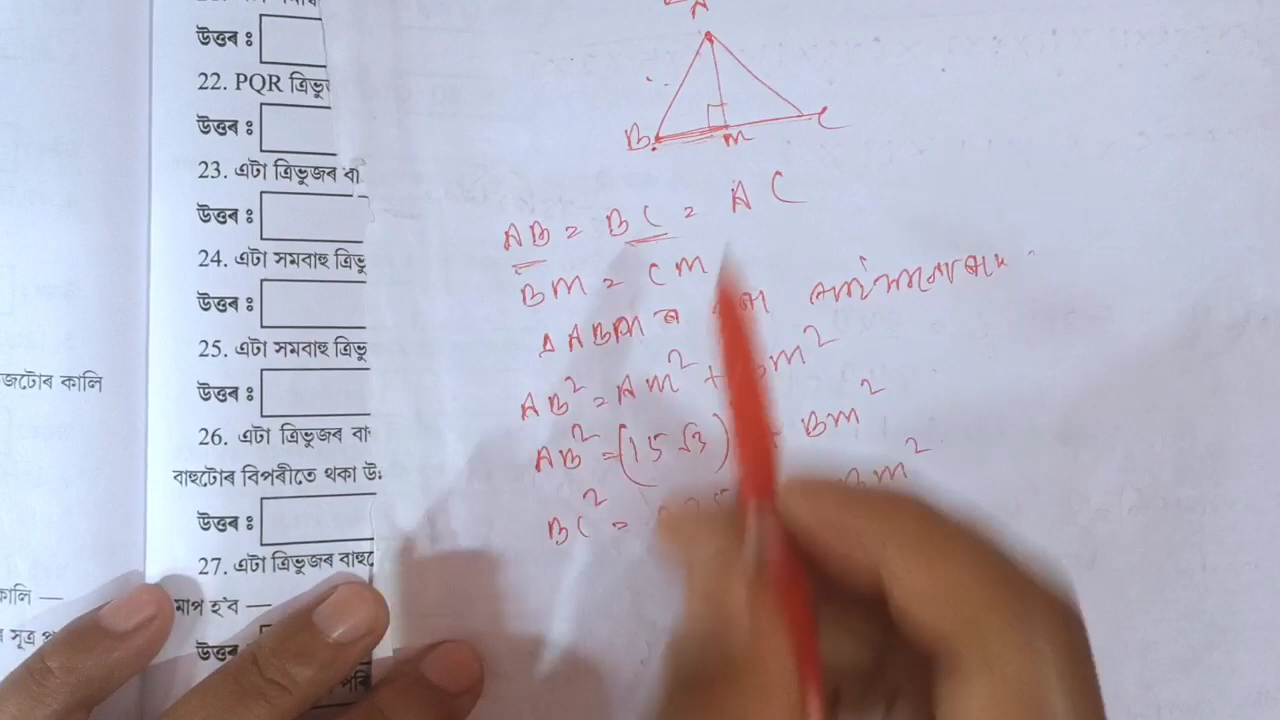 উত্তৰ ঃ
22. PQR ত্ৰিভু
উত্তৰ ঃ
23. এটা ত্ৰিভুজৰ বা
উত্তৰ ঃ
24. এটা সমবাহু ত্ৰিভু
উত্তৰ ঃ
25. এটা সমবাহু ত্ৰিভু
উত্তৰ ঃ
26. এটা ত্ৰিভুজৰ বা
বাহুটোৰ বিপৰীতে থকা উ
উত্তৰ ঃ
27. এটা ত্ৰিভুজৰ বাহু
মাপ হ'ব —
উত্তৰ
জটোৰ কালি
কালি —
ৰ সূত্ৰ
A
B M C
AB = BC = AC
BM = CM
Δ ABM ৰ
AB² = AM² + BM²
AB² = (15√3) BM²
BC² = BM²